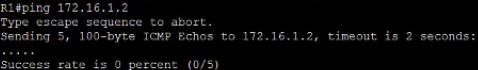 R1#ping 172.16.1.2
Type escape sequence to abort.
Sending 5, 100-byte ICMP Echos to 172.16.1.2, timeout is 2 seconds:
.....
Success rate is 0 percent (0/5)